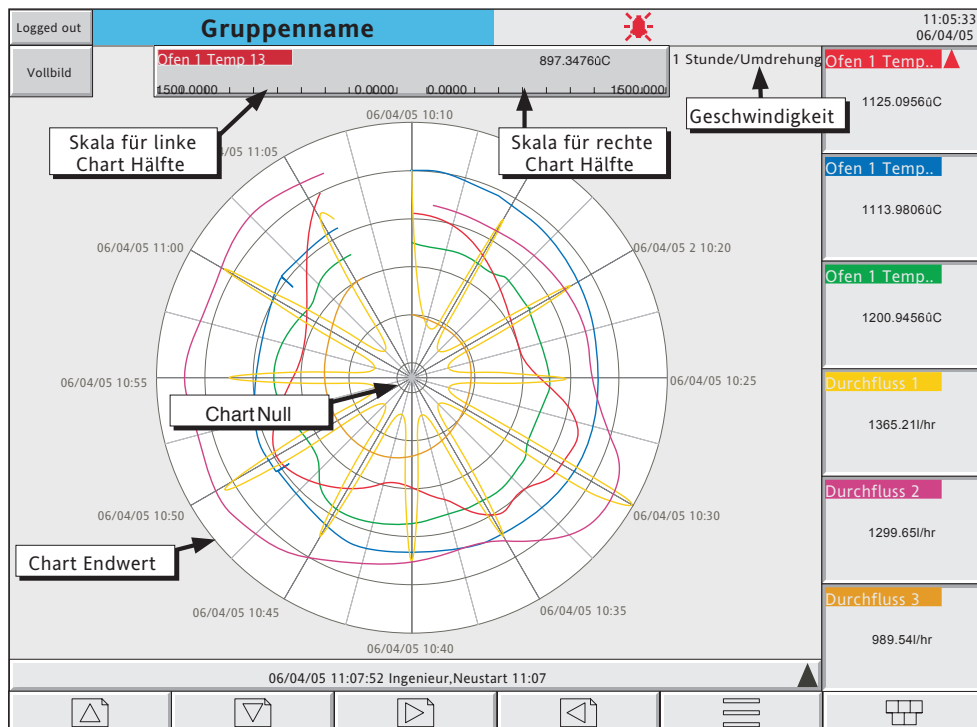 Logged out
Gruppenname
11:05:33
06/04/05
Vollbild
Ofen 1 Temp 13
897.3476ûC
1500.0000
0.0000
0.0000
1500.000
1 Stunde/Umdrehung
Geschwindigkeit
Skala für linke
Chart Hälfte
Skala für rechte
Chart Hälfte
06/04/05 10:10
/05 11:05
06/04/05 11:00
06/04/05 2 10:20
06/04/05 10:55
06/04/05 10:25
Chart Null
06/04/05 10:50
06/04/05 10:30
Chart Endwert
06/04/05 10:45
06/04/05 10:35
06/04/05 10:40
Ofen 1 Temp..
1125.0956ûC
Ofen 1 Temp..
1113.9806ûC
Ofen 1 Temp..
1200.9456ûC
Durchfluss 1
1365.21l/hr
Durchfluss 2
1299.65l/hr
Durchfluss 3
989.54l/hr
06/04/05 11:07:52 Ingenieur,Neustart 11:07